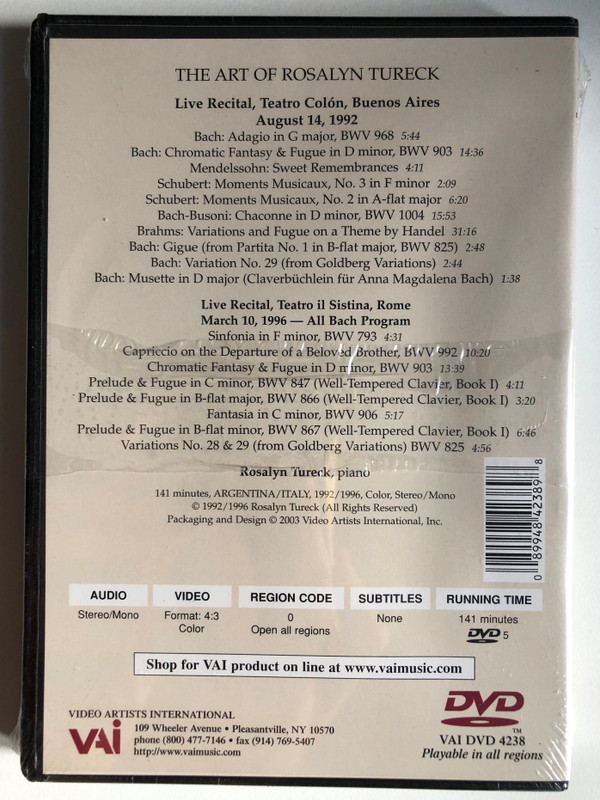 THE ART OF ROSALYN TURECK
Live Recital, Teatro Colón, Buenos Aires
August 14, 1992
Bach: Adagio in G major, BWV 968 5:44
Bach: Chromatic Fantasy & Fugue in D minor, BWV 903 14:36
Mendelssohn: Sweet Remembrances 4:11
Schubert: Moments Musicaux, No. 3 in F minor 2:09
Schubert: Moments Musicaux, No. 2 in A-flat major 6:20
Bach-Busoni: Chaconne in D minor, BWV 1004 15:53
Brahms: Variations and Fugue on a Theme by Handel 31:16
Bach: Gigue (from Partita No. 1 in B-flat major, BWV 825) 2:48
Bach: Variation No. 29 (from Goldberg Variations) 2:44
Bach: Musette in D major (Claverbüchlein für Anna Magdalena Bach) 1:38
Live Recital, Teatro il Sistina, Rome
March 10, 1996 — All Bach Program
Sinfonia in F minor, BWV 793 4:31
Capriccio on the Departure of a Beloved Brother, BWV 992 10:20
Chromatic Fantasy & Fugue in D minor, BWV 903 13:39
Prelude & Fugue in C minor, BWV 847 (Well-Tempered Clavier, Book I) 4:11
Prelude & Fugue in B-flat major, BWV 866 (Well-Tempered Clavier, Book I) 3:20
Fantasia in C minor, BWV 906 5:17
Prelude & Fugue in B-flat minor, BWV 867 (Well-Tempered Clavier, Book I) 6:46
Variations No. 28 & 29 (from Goldberg Variations) BWV 825 4:56
Rosalyn Tureck, piano
141 minutes, ARGENTINA/ITALY, 1992/1996, Color, Stereo/Mono
© 1992/1996 Rosalyn Tureck (All Rights Reserved)
Packaging and Design © 2003 Video Artists International, Inc.
0 89948 42389 8
AUDIO VIDEO REGION CODE SUBTITLES RUNNING TIME
Stereo/Mono Format: 4:3 0 None 141 minutes
Color Open all regions DVD 5
Shop for VAI product on line at www.vaimusic.com
VIDEO ARTISTS INTERNATIONAL
VAI
109 Wheeler Avenue • Pleasantville, NY 10570
phone (800) 477-7146 • fax (914) 769-5407
http://www.vaimusic.com
DVD
TM
VAI DVD 4238
Playable in all regions